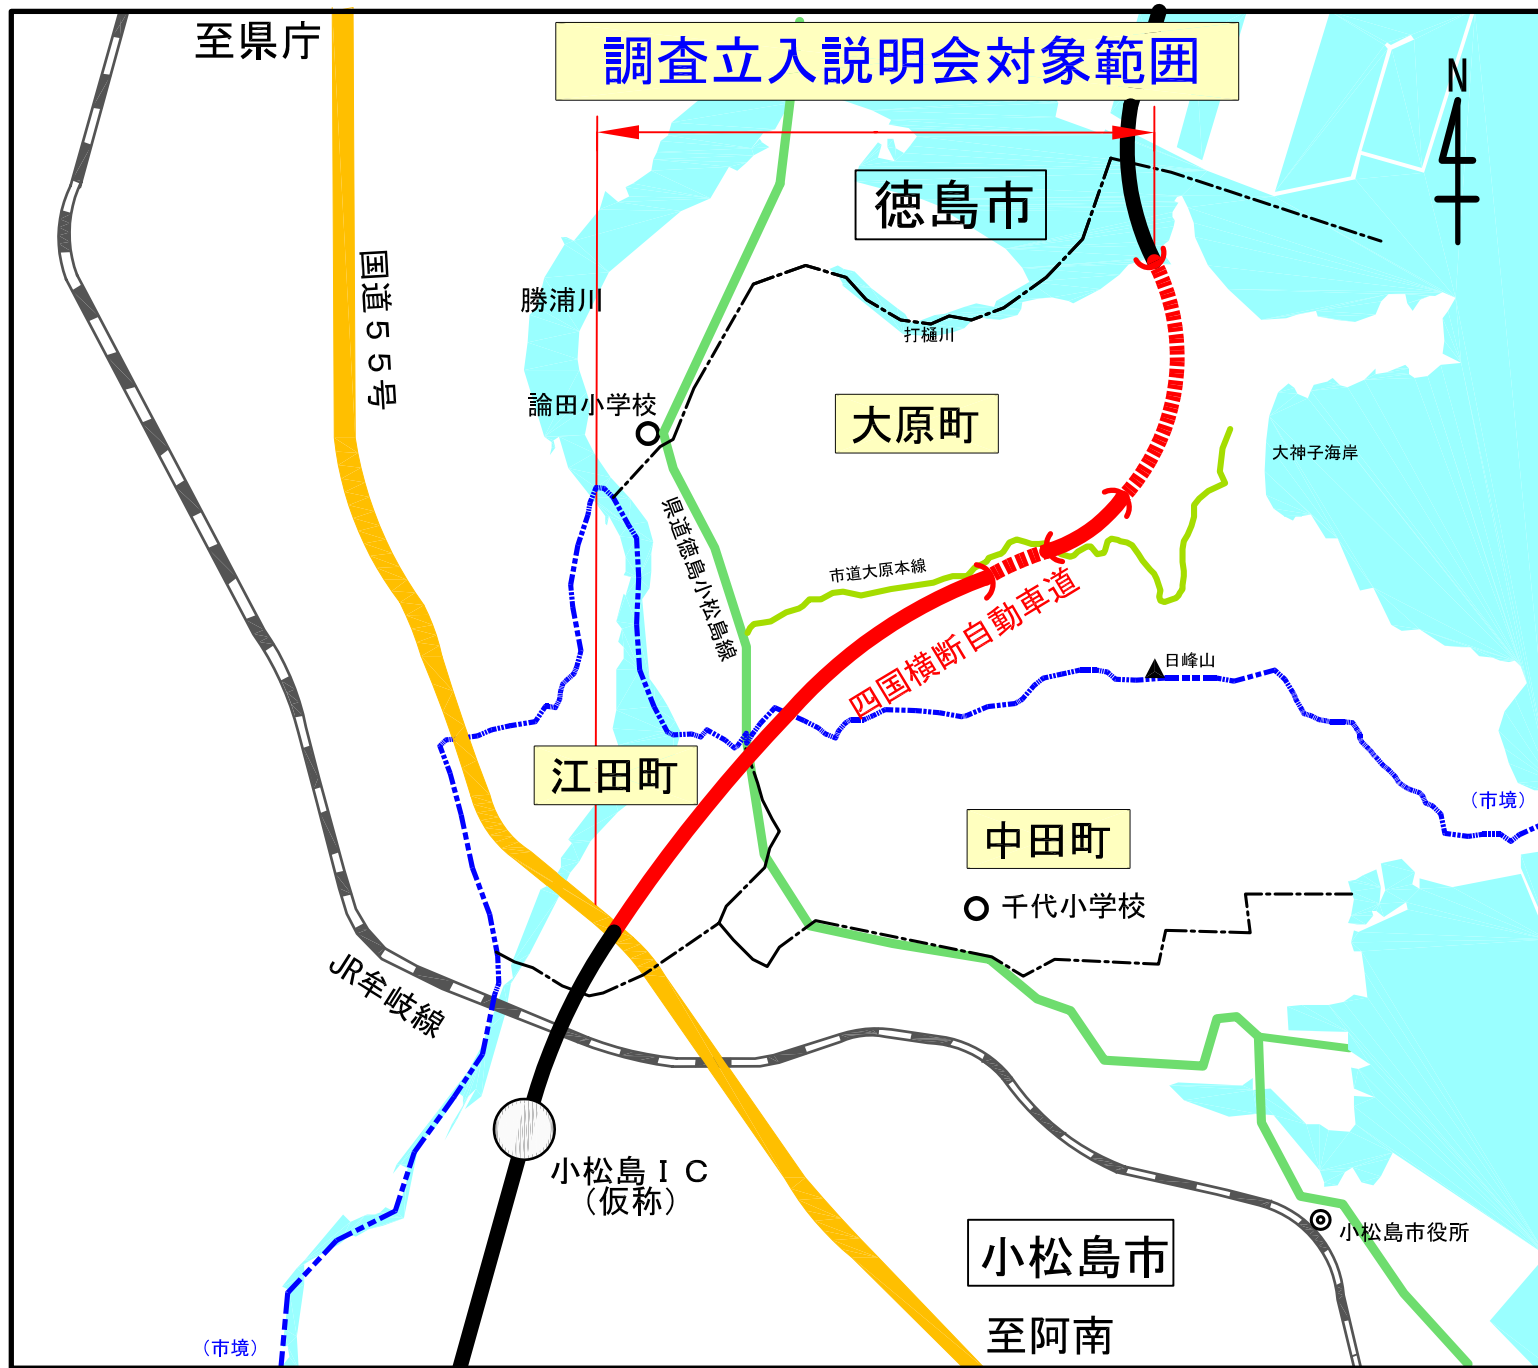 至県庁
調査立入説明会対象範囲
N
徳島市
国道55号
勝浦川
打樋川
論田小学校
大原町
大神子海岸
県道徳島小松島線
市道大原本線
四国横断自動車道
日峰山
江田町
(市境)
中田町
千代小学校
JR牟岐線
小松島IC
(仮称)
小松島市役所
小松島市
至阿南
(市境)